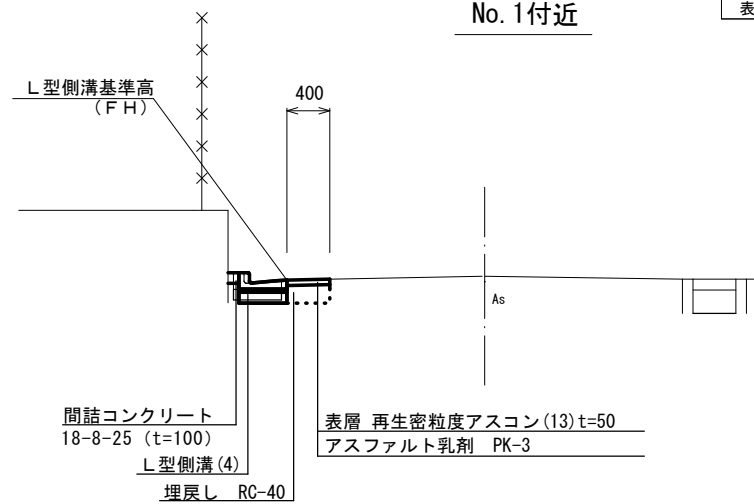 No.1付近
表
L型側溝基準高
(FH)
400
As
間詰コンクリート
18-8-25 (t=100)
L型側溝(4)
埋戻し RC-40
表層 再生密粒度アスコン(13)t=50
アスファルト乳剤 PK-3